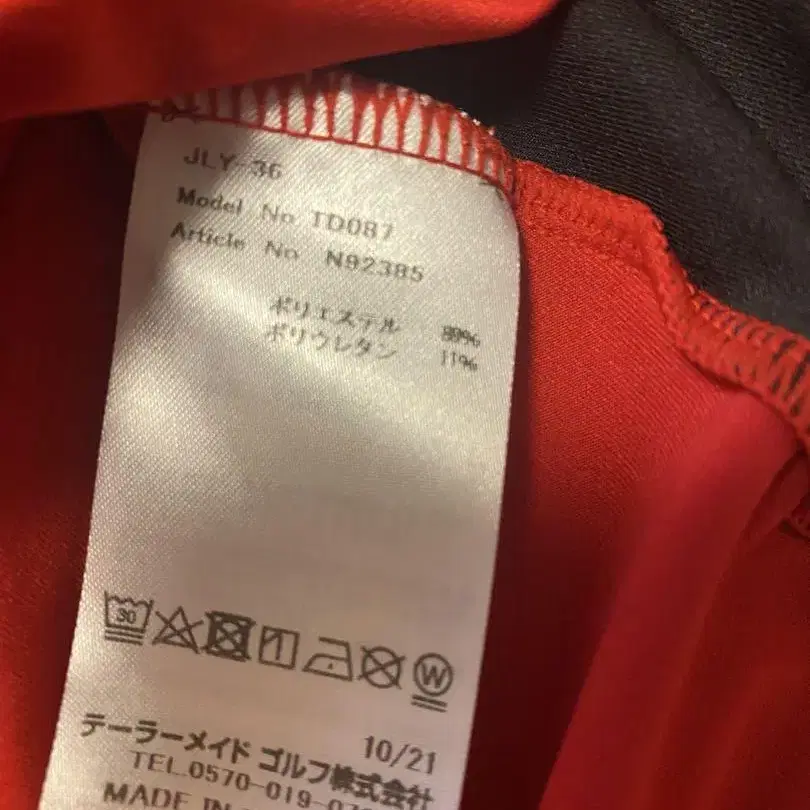 JLY-36
Model No TD087
Article No N92385
ポリエステル 89%
ポリウレタン 11%
30
W
10/21
テーラーメイド ゴルフ株式会社
TEL.0570-019-0
MADE IN